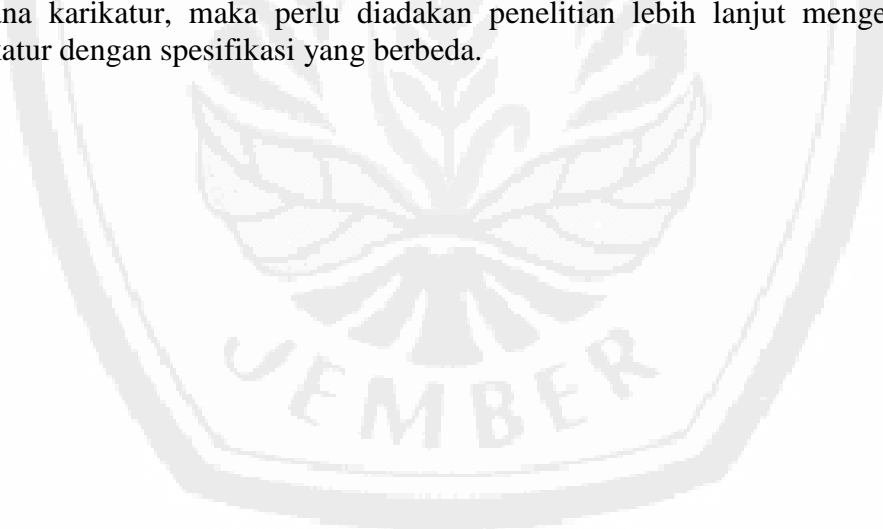 na karikatur, maka perlu diadakan penelitian lebih lanjut menge
atur dengan spesifikasi yang berbeda.
JEMBER